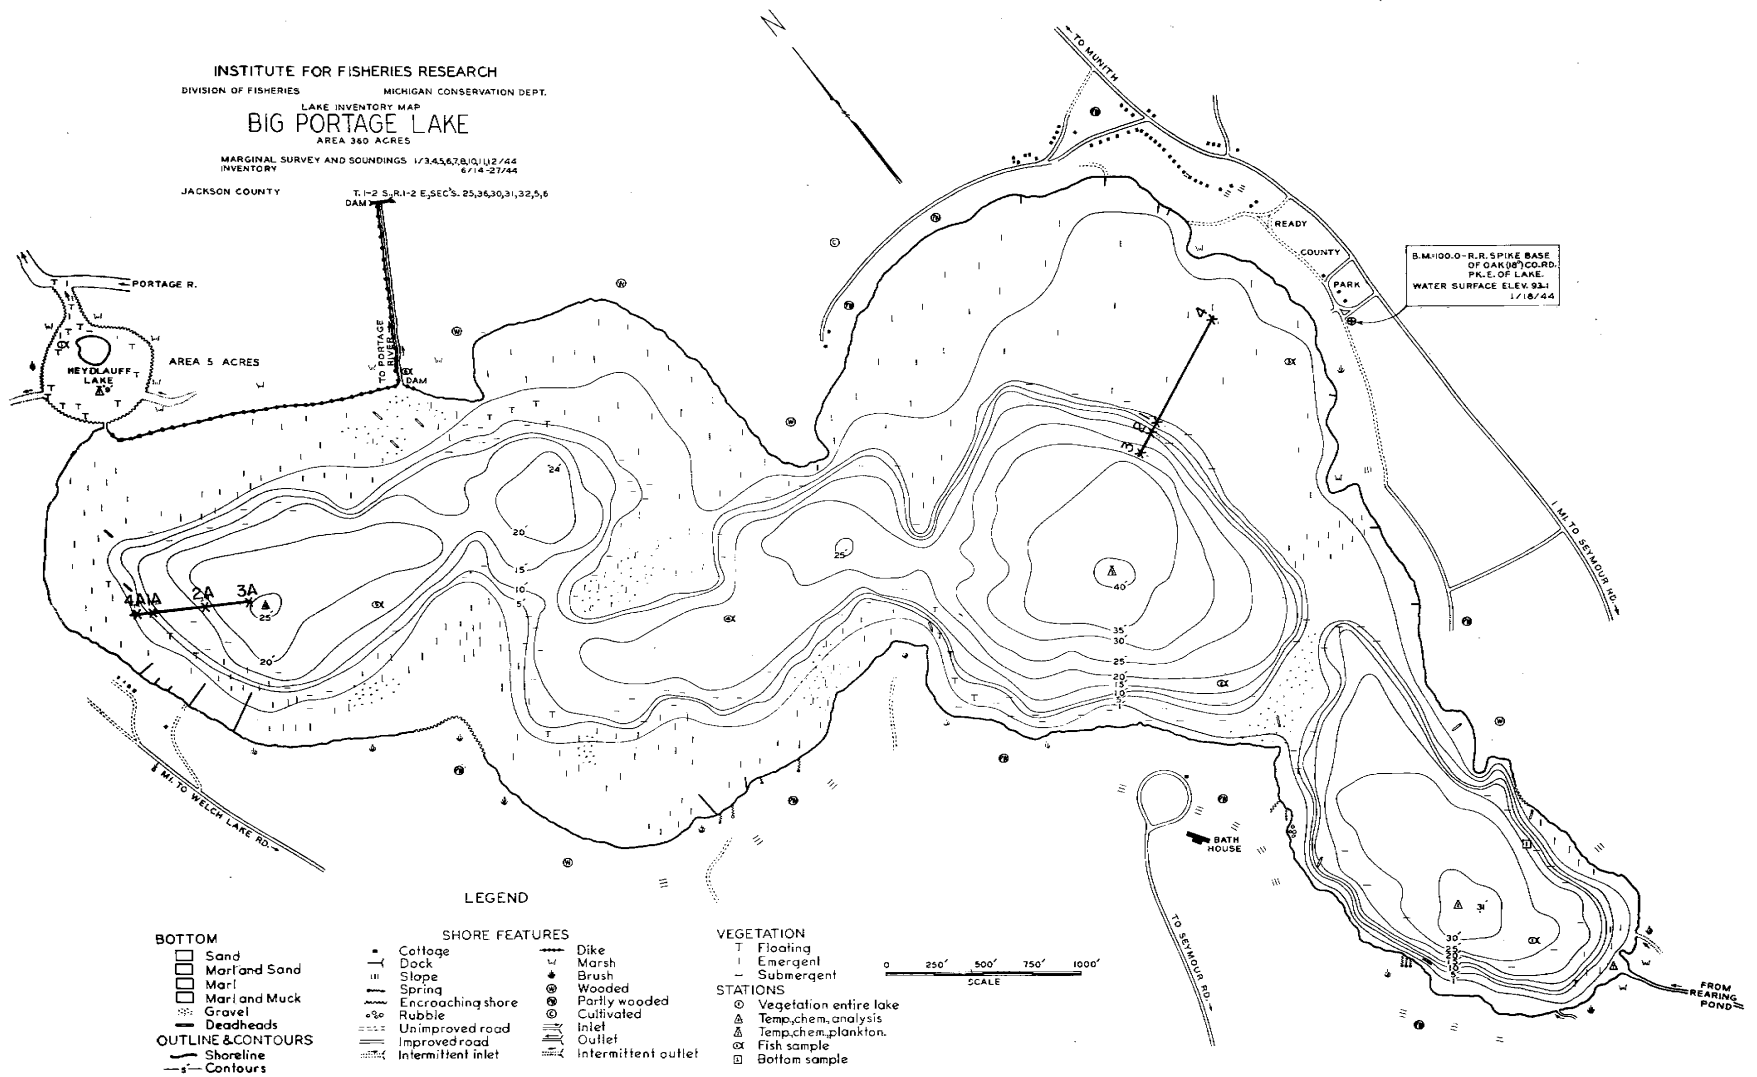 N
INSTITUTE FOR FISHERIES RESEARCH
DIVISION OF FISHERIES MICHIGAN CONSERVATION DEPT.
LAKE INVENTORY MAP
BIG PORTAGE LAKE
AREA 360 ACRES
MARGINAL SURVEY AND SOUNDINGS 1/3,4,5,6,7,8,10,11,12/44
INVENTORY 6/14-27/44
JACKSON COUNTY T. 1-2 S., R.1-2 E., SEC'S. 25,36,30,31,32,5,6
DAM
TO MUNITH
READY
COUNTY
PARK
B.M.=100.0-R.R. SPIKE BASE
OF OAK (18") CO. RD.
PK. E. OF LAKE.
WATER SURFACE ELEV. 93.1
1/18/44
PORTAGE R.
AREA 5 ACRES
HEYDLAUFF
LAKE
TO PORTAGE
RIVER
DAM
4
3
24'
20'
15'
10'
5'
25'
40'
35'
30'
25'
20'
15'
10'
5'
4A 1A 2A 3A
25'
20'
1 MI. TO SEYMOUR RD.
MI. TO WELCH LAKE RD.
BATH
HOUSE
TO SEYMOUR RD.
31'
30'
25'
20'
15'
10'
5'
FROM
REARING
POND
LEGEND
BOTTOM
Sand
Marl and Sand
Marl
Marl and Muck
Gravel
Deadheads
OUTLINE & CONTOURS
Shoreline
5' Contours
SHORE FEATURES
Cottage
Dock
Slope
Spring
Encroaching shore
Rubble
Unimproved road
Improved road
Intermittent inlet
Dike
Marsh
Brush
Wooded
Partly wooded
Cultivated
Inlet
Outlet
Intermittent outlet
VEGETATION
T Floating
I Emergent
– Submergent
STATIONS
Vegetation entire lake
Temp., chem., analysis
Temp., chem., plankton.
Fish sample
Bottom sample
0 250' 500' 750' 1000'
SCALE